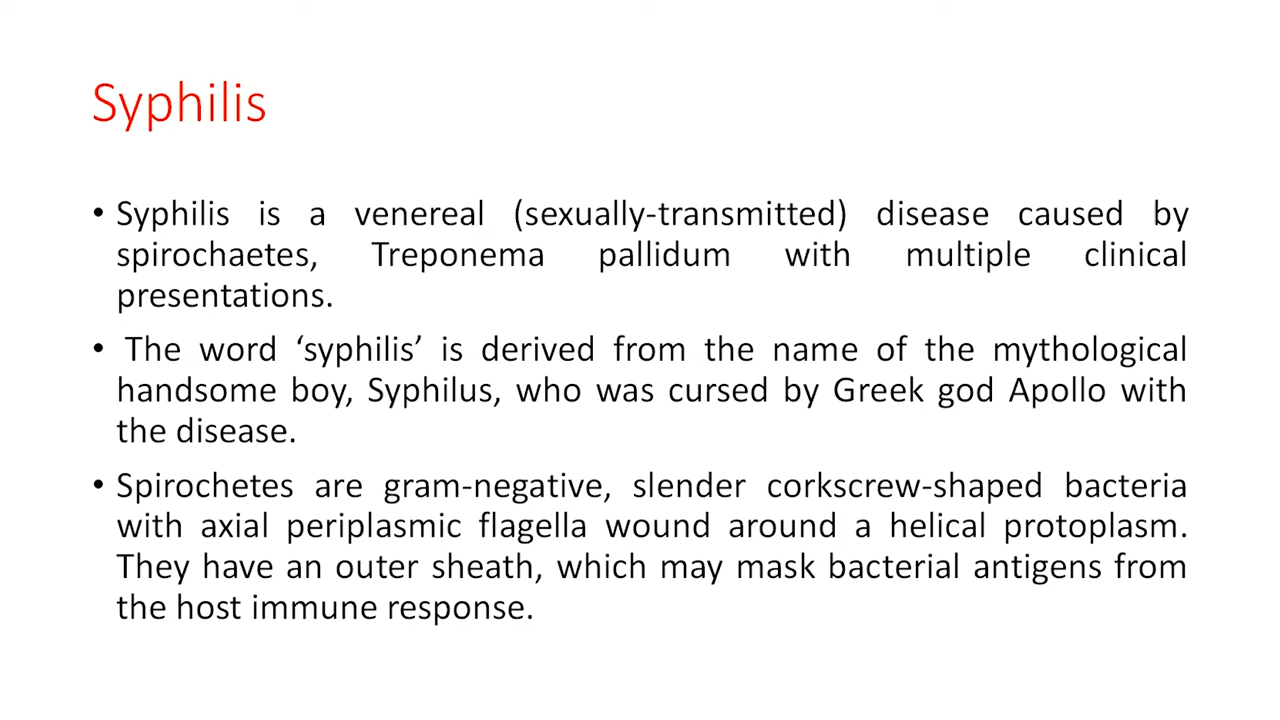 Syphilis
• Syphilis is a venereal (sexually-transmitted) disease caused by
spirochaetes, Treponema pallidum with multiple clinical
presentations.
• The word ‘syphilis’ is derived from the name of the mythological
handsome boy, Syphilus, who was cursed by Greek god Apollo with
the disease.
• Spirochetes are gram-negative, slender corkscrew-shaped bacteria
with axial periplasmic flagella wound around a helical protoplasm.
They have an outer sheath, which may mask bacterial antigens from
the host immune response.